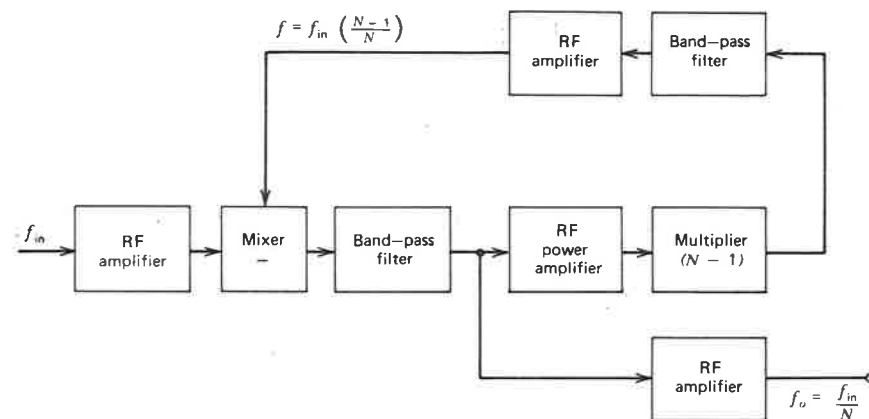 f = f_in ( (N - 1) / N )
RF
amplifier
Band-pass
filter
f_in
RF
amplifier
Mixer
-
Band-pass
filter
RF
power
amplifier
Multiplier
(N - 1)
RF
amplifier
f_o = f_in / N